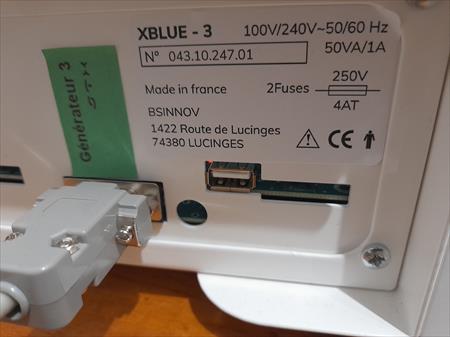 XBLUE - 3 100V/240V~50/60 Hz
N° 043.10.247.01 50VA/1A
Made in france 2Fuses 250V
4AT
BSINNOV
1422 Route de Lucinges
74380 LUCINGES CE
Générateur 3
STH